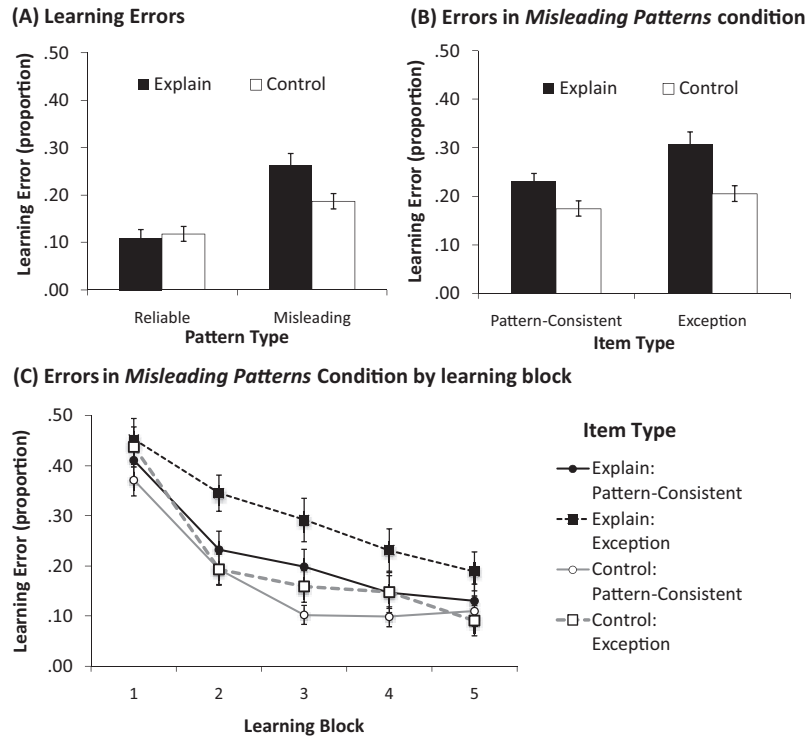 (A) Learning Errors
Learning Error (proportion)
.50
.40
.30
.20
.10
.00
Explain
Control
Reliable
Misleading
Pattern Type
(B) Errors in Misleading Patterns condition
Learning Error (proportion)
.50
.40
.30
.20
.10
.00
Explain
Control
Pattern-Consistent
Exception
Item Type
(C) Errors in Misleading Patterns Condition by learning block
Learning Error (proportion)
.50
.40
.30
.20
.10
.00
1
2
3
4
5
Learning Block
Item Type
Explain:
Pattern-Consistent
Explain:
Exception
Control:
Pattern-Consistent
Control:
Exception